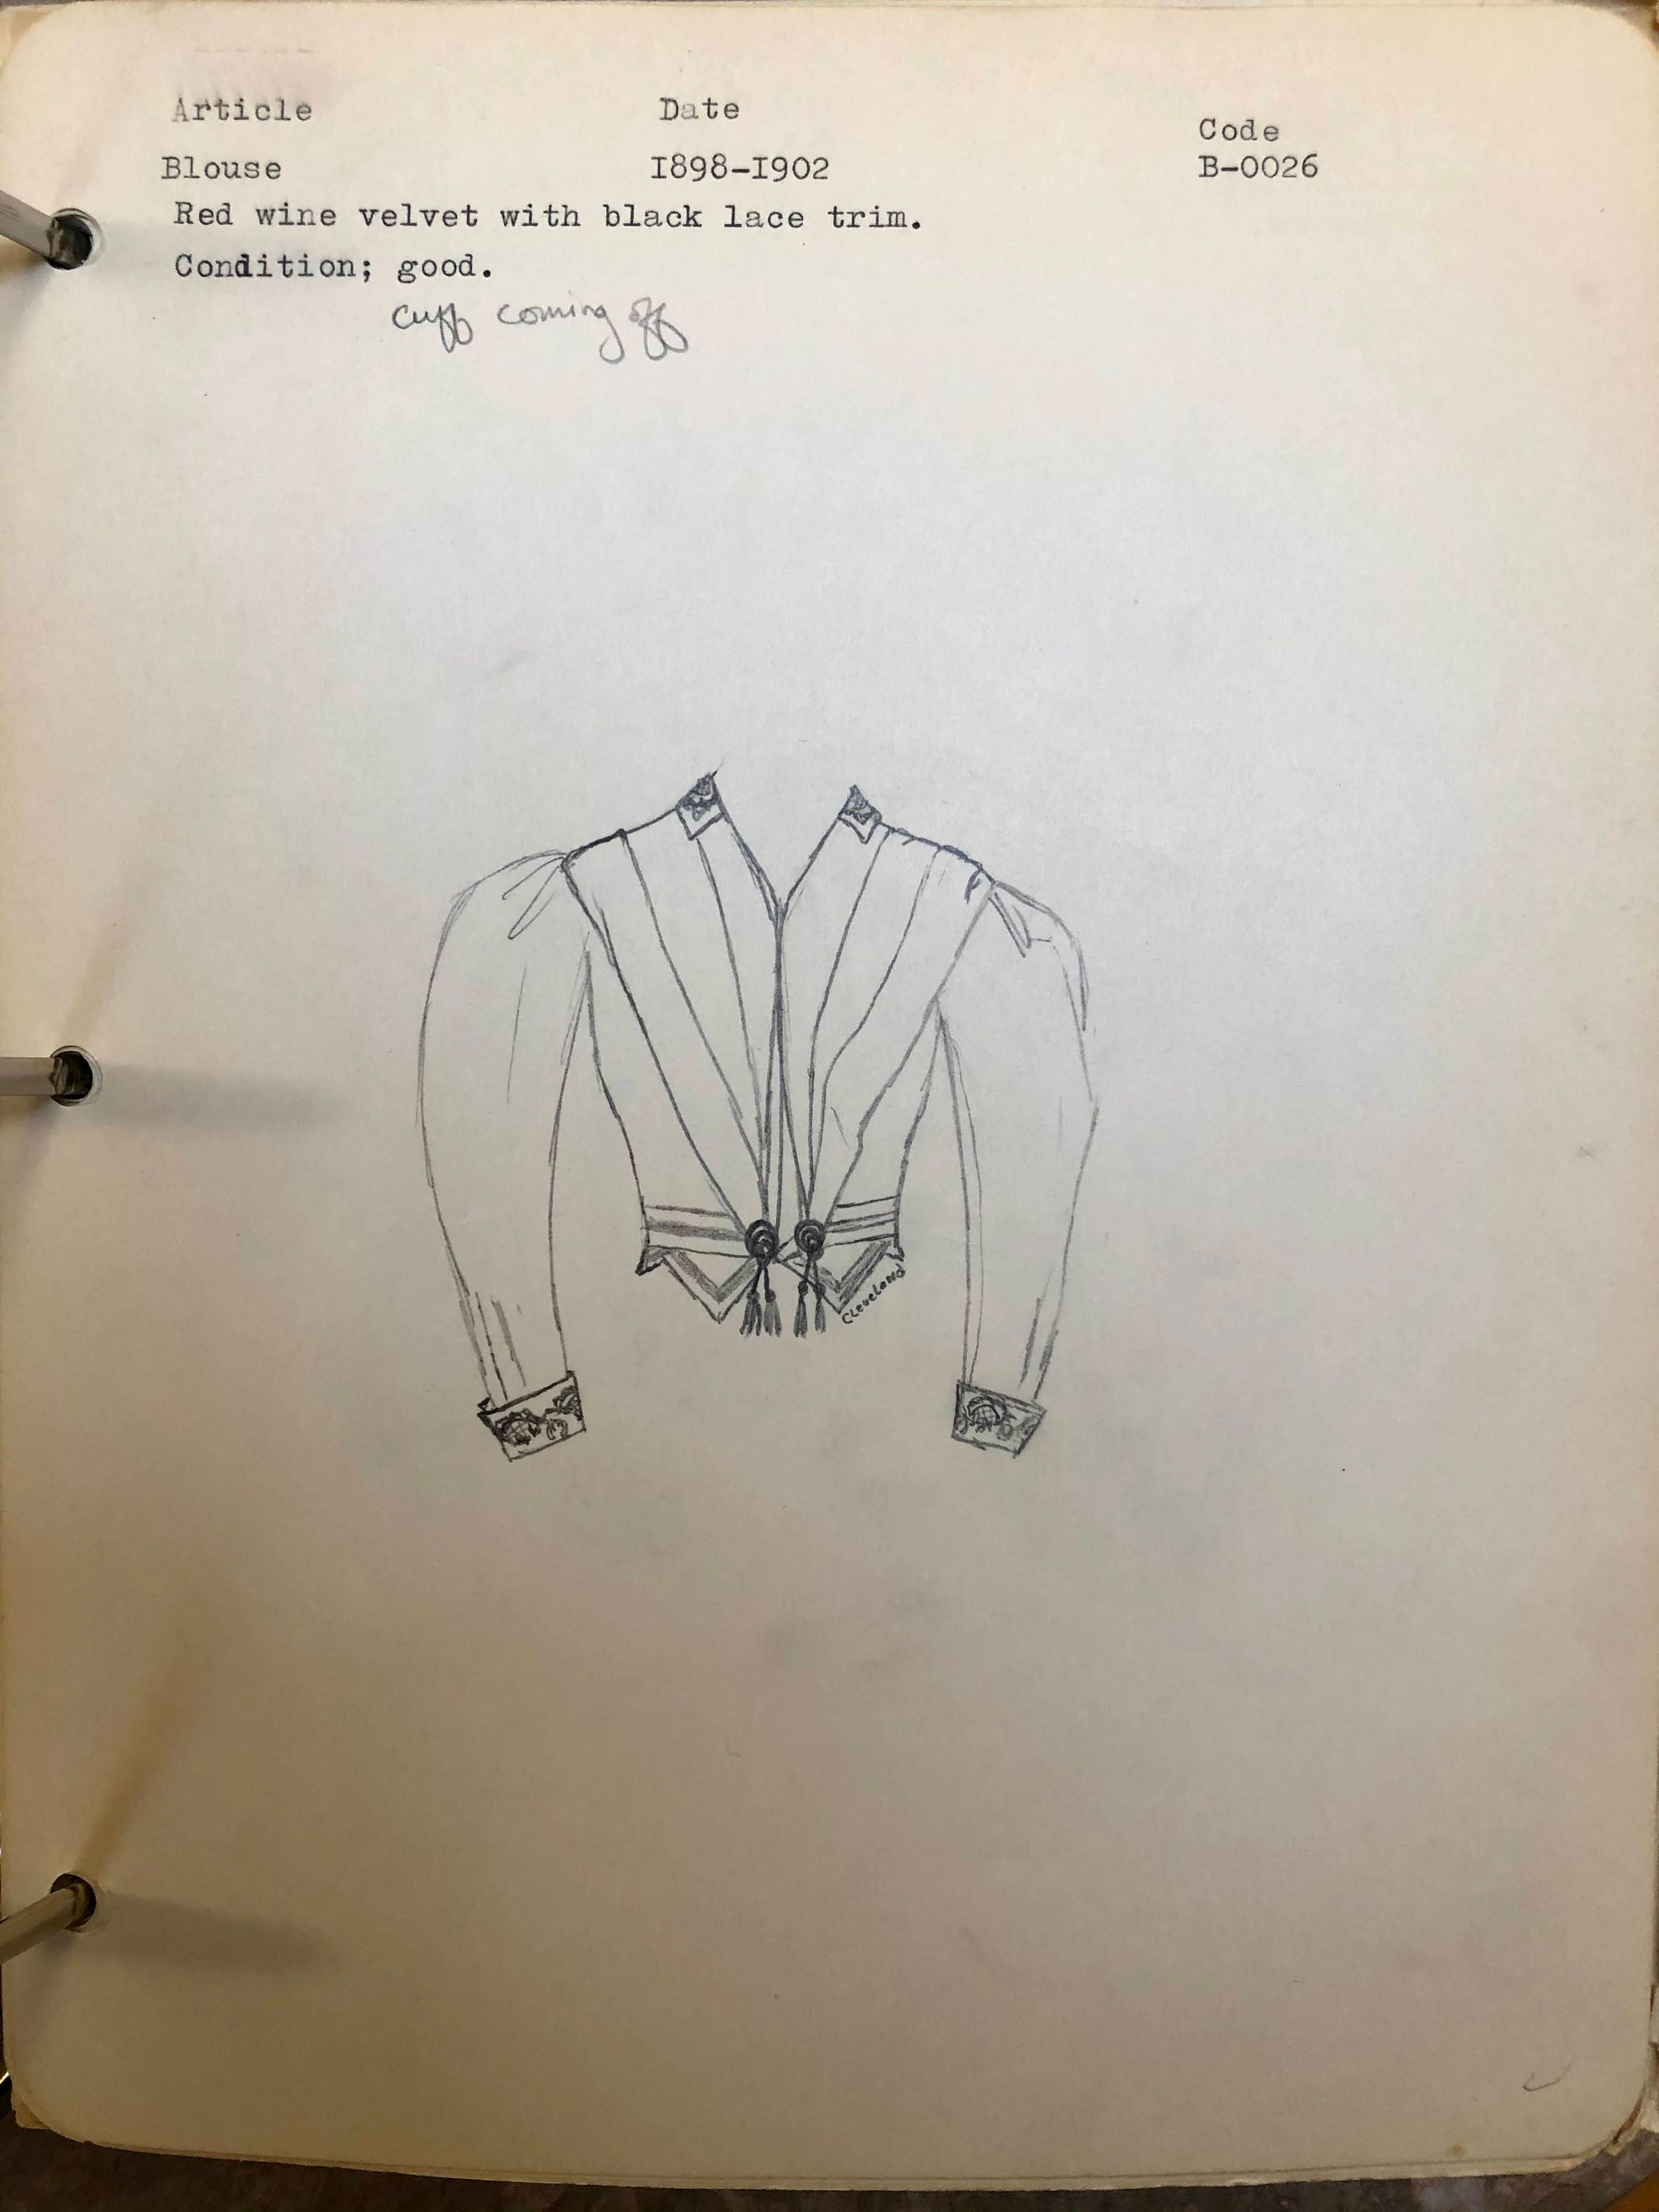 Article Date Code
Blouse I898-I902 B-0026
Red wine velvet with black lace trim.
Condition; good.
cuff coming off
Cleveland